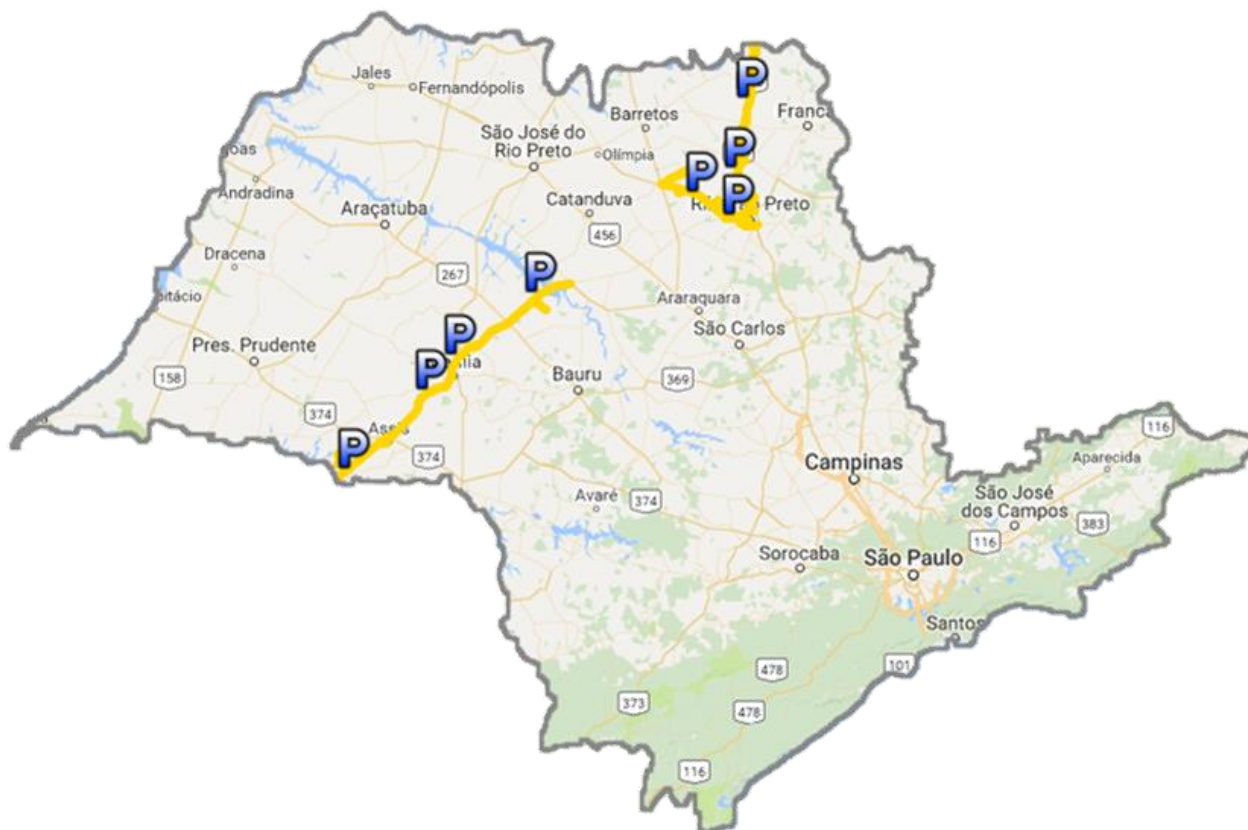 P
Jales
Fernandópolis
Barretos
Franca
São José do
Rio Preto
P
Olímpia
P
P
Andradina
Catanduva
Preto
Araçatuba
456
Dracena
267
P
Araraquara
P
São Carlos
Pres. Prudente
P
Bauru
158
369
374
Assis
P
374
116
Aparecida
Campinas
São José
dos Campos
Avaré
374
383
116
Sorocaba
São Paulo
Santos
101
478
373
478
116